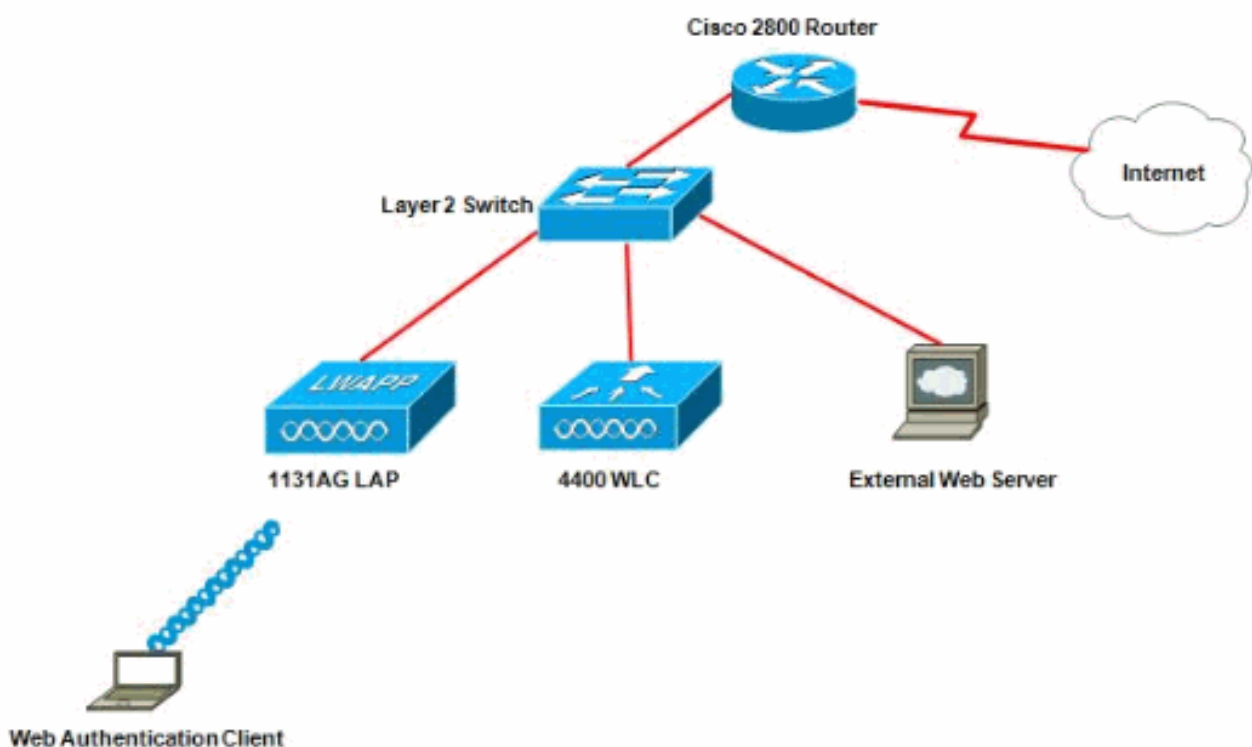 Cisco 2800 Router
Internet
Layer 2 Switch
LWAPP
1131AG LAP
4400 WLC
External Web Server
Web Authentication Client